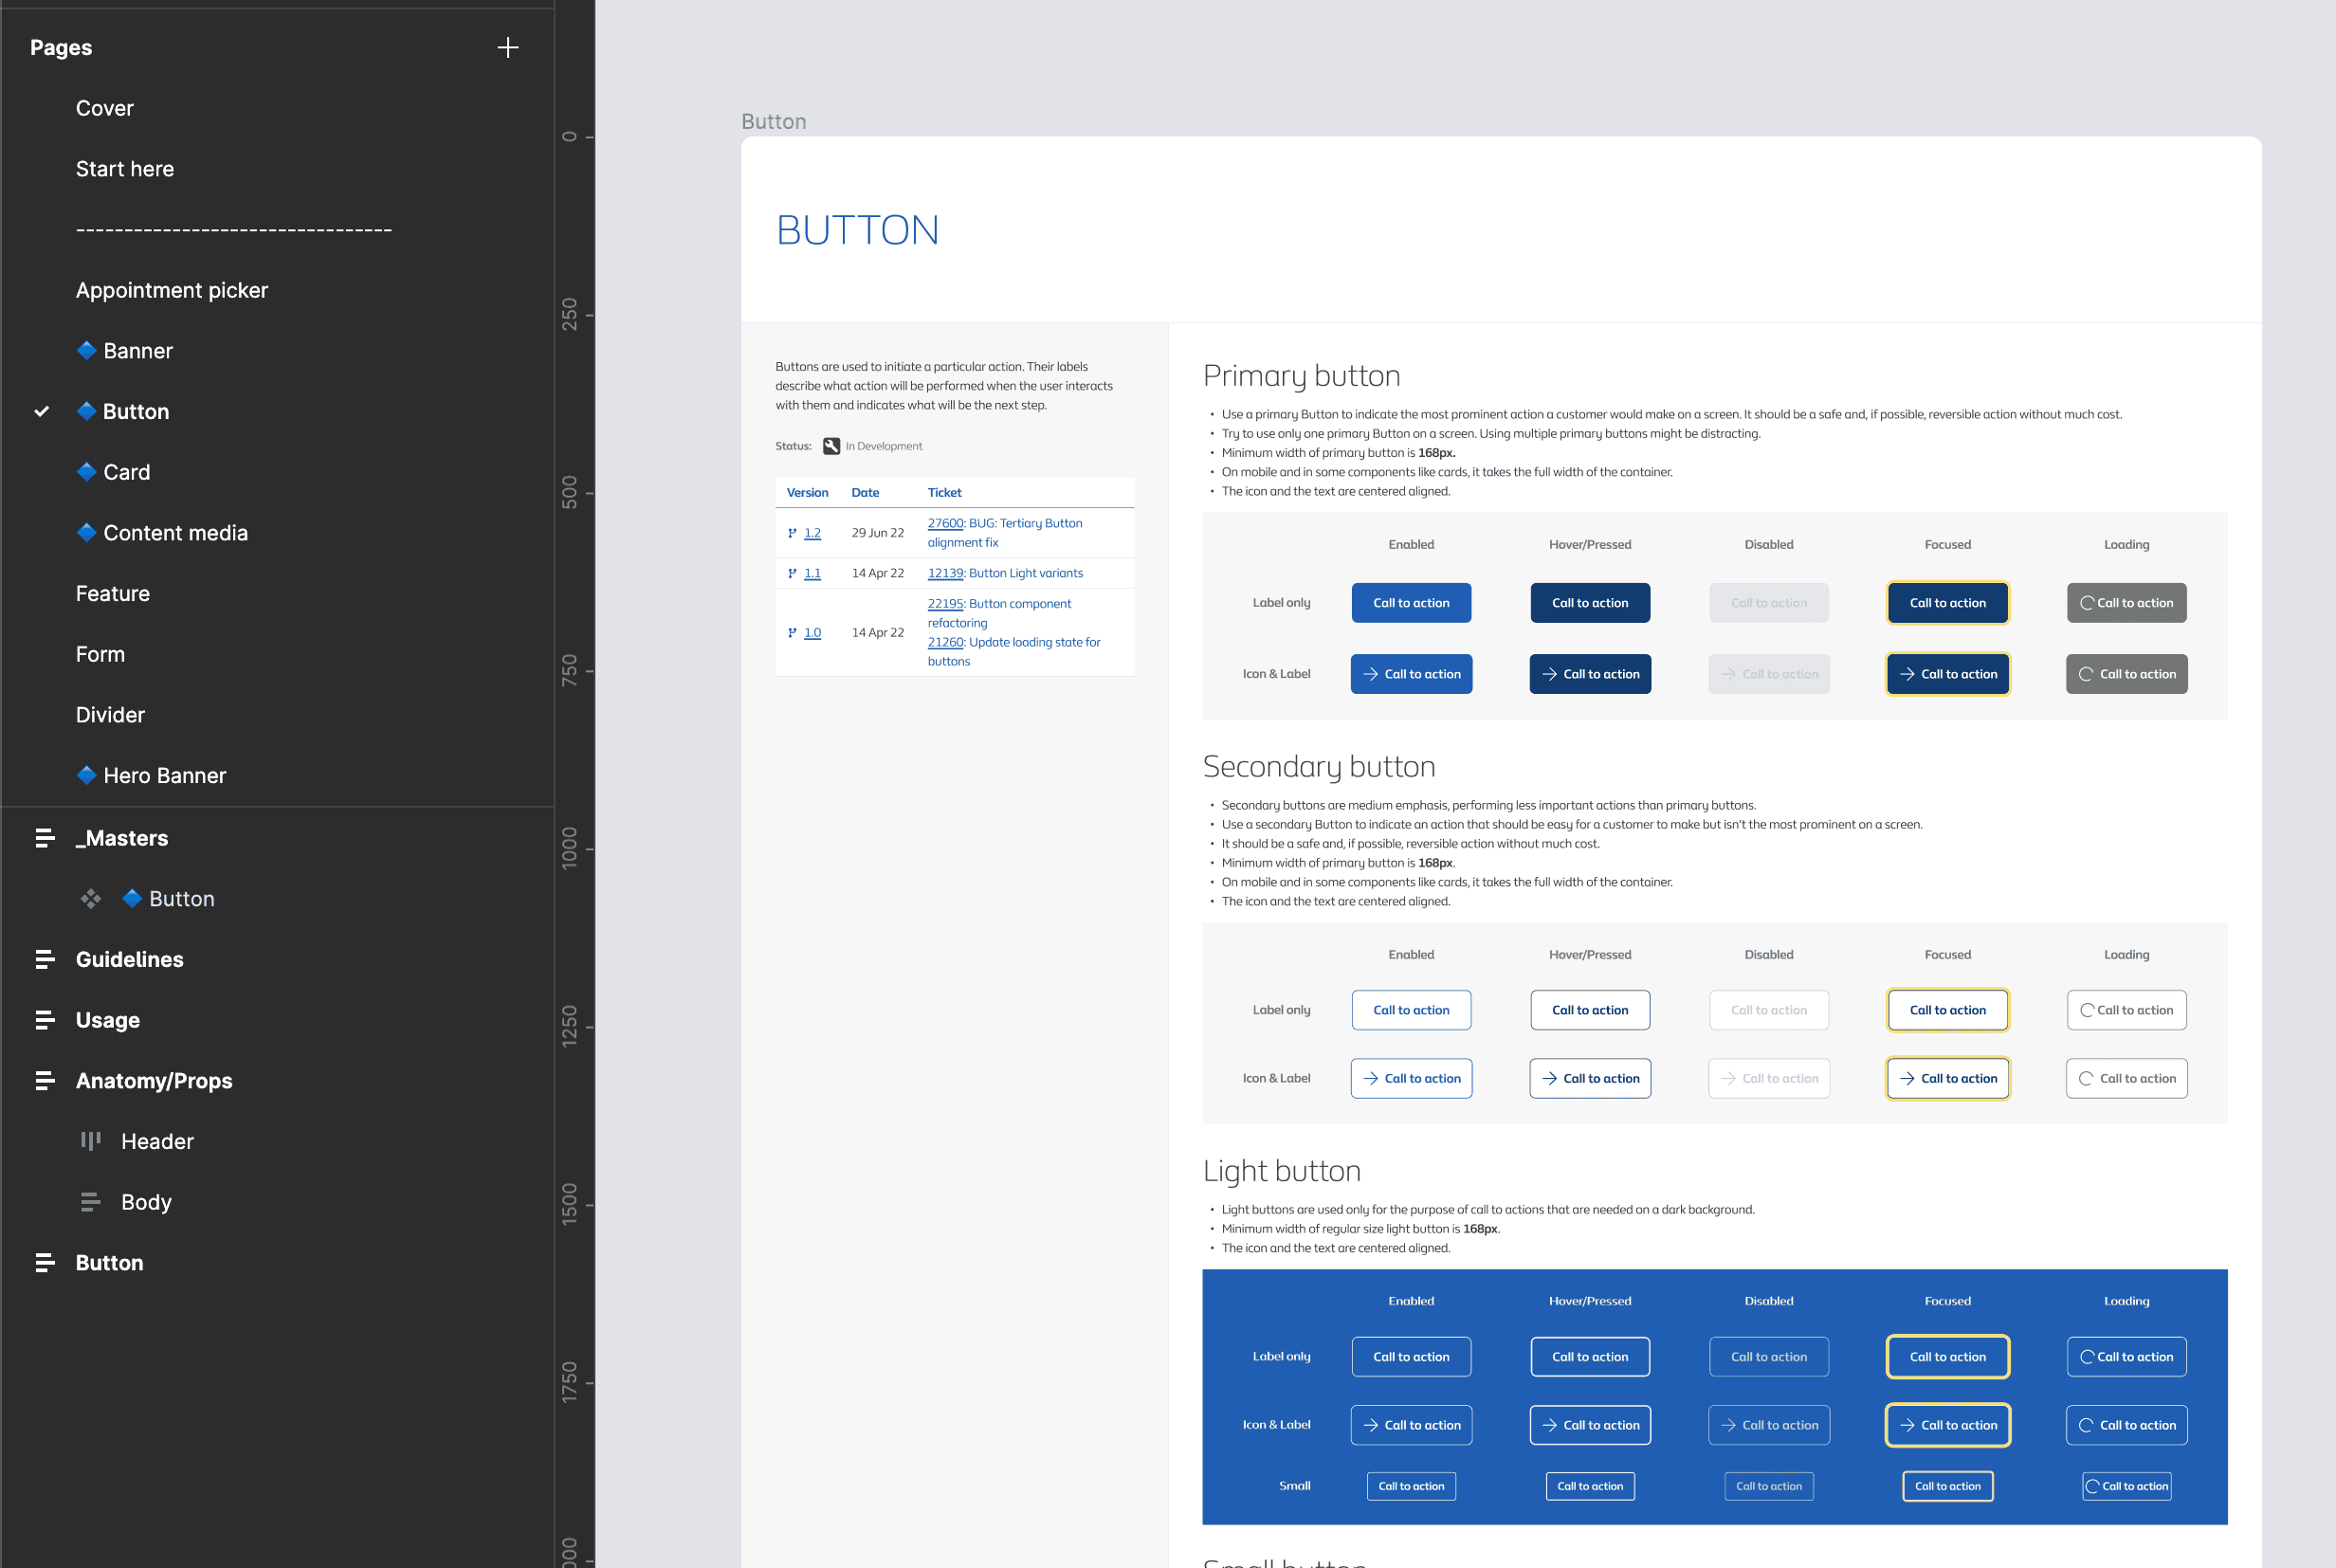 Pages
Cover
Start here
---------------------------------
Appointment picker
Banner
Button
Card
Content media
Feature
Form
Divider
Hero Banner
_Masters
Button
Guidelines
Usage
Anatomy/Props
Header
Body
Button
0
250
500
750
1000
1250
1500
1750
Button
BUTTON
Buttons are used to initiate a particular action. Their labels
describe what action will be performed when the user interacts
with them and indicates what will be the next step.
Status: In Development
Version Date Ticket
1.2 29 Jun 22 27600: BUG: Tertiary Button
alignment fix
1.1 14 Apr 22 12139: Button Light variants
1.0 14 Apr 22 22195: Button component
refactoring
21260: Update loading state for
buttons
Primary button
• Use a primary Button to indicate the most prominent action a customer would make on a screen. It should be a safe and, if possible, reversible action without much cost.
• Try to use only one primary Button on a screen. Using multiple primary buttons might be distracting.
• Minimum width of primary button is 168px.
• On mobile and in some components like cards, it takes the full width of the container.
• The icon and the text are centered aligned.
Enabled Hover/Pressed Disabled Focused Loading
Label only Call to action Call to action Call to action Call to action Call to action
Icon & Label Call to action Call to action Call to action Call to action Call to action
Secondary button
• Secondary buttons are medium emphasis, performing less important actions than primary buttons.
• Use a secondary Button to indicate an action that should be easy for a customer to make but isn't the most prominent on a screen.
• It should be a safe and, if possible, reversible action without much cost.
• Minimum width of primary button is 168px.
• On mobile and in some components like cards, it takes the full width of the container.
• The icon and the text are centered aligned.
Enabled Hover/Pressed Disabled Focused Loading
Label only Call to action Call to action Call to action Call to action Call to action
Icon & Label Call to action Call to action Call to action Call to action Call to action
Light button
• Light buttons are used only for the purpose of call to actions that are needed on a dark background.
• Minimum width of regular size light button is 168px.
• The icon and the text are centered aligned.
Enabled Hover/Pressed Disabled Focused Loading
Label only Call to action Call to action Call to action Call to action Call to action
Icon & Label Call to action Call to action Call to action Call to action Call to action
Small Call to action Call to action Call to action Call to action Call to action